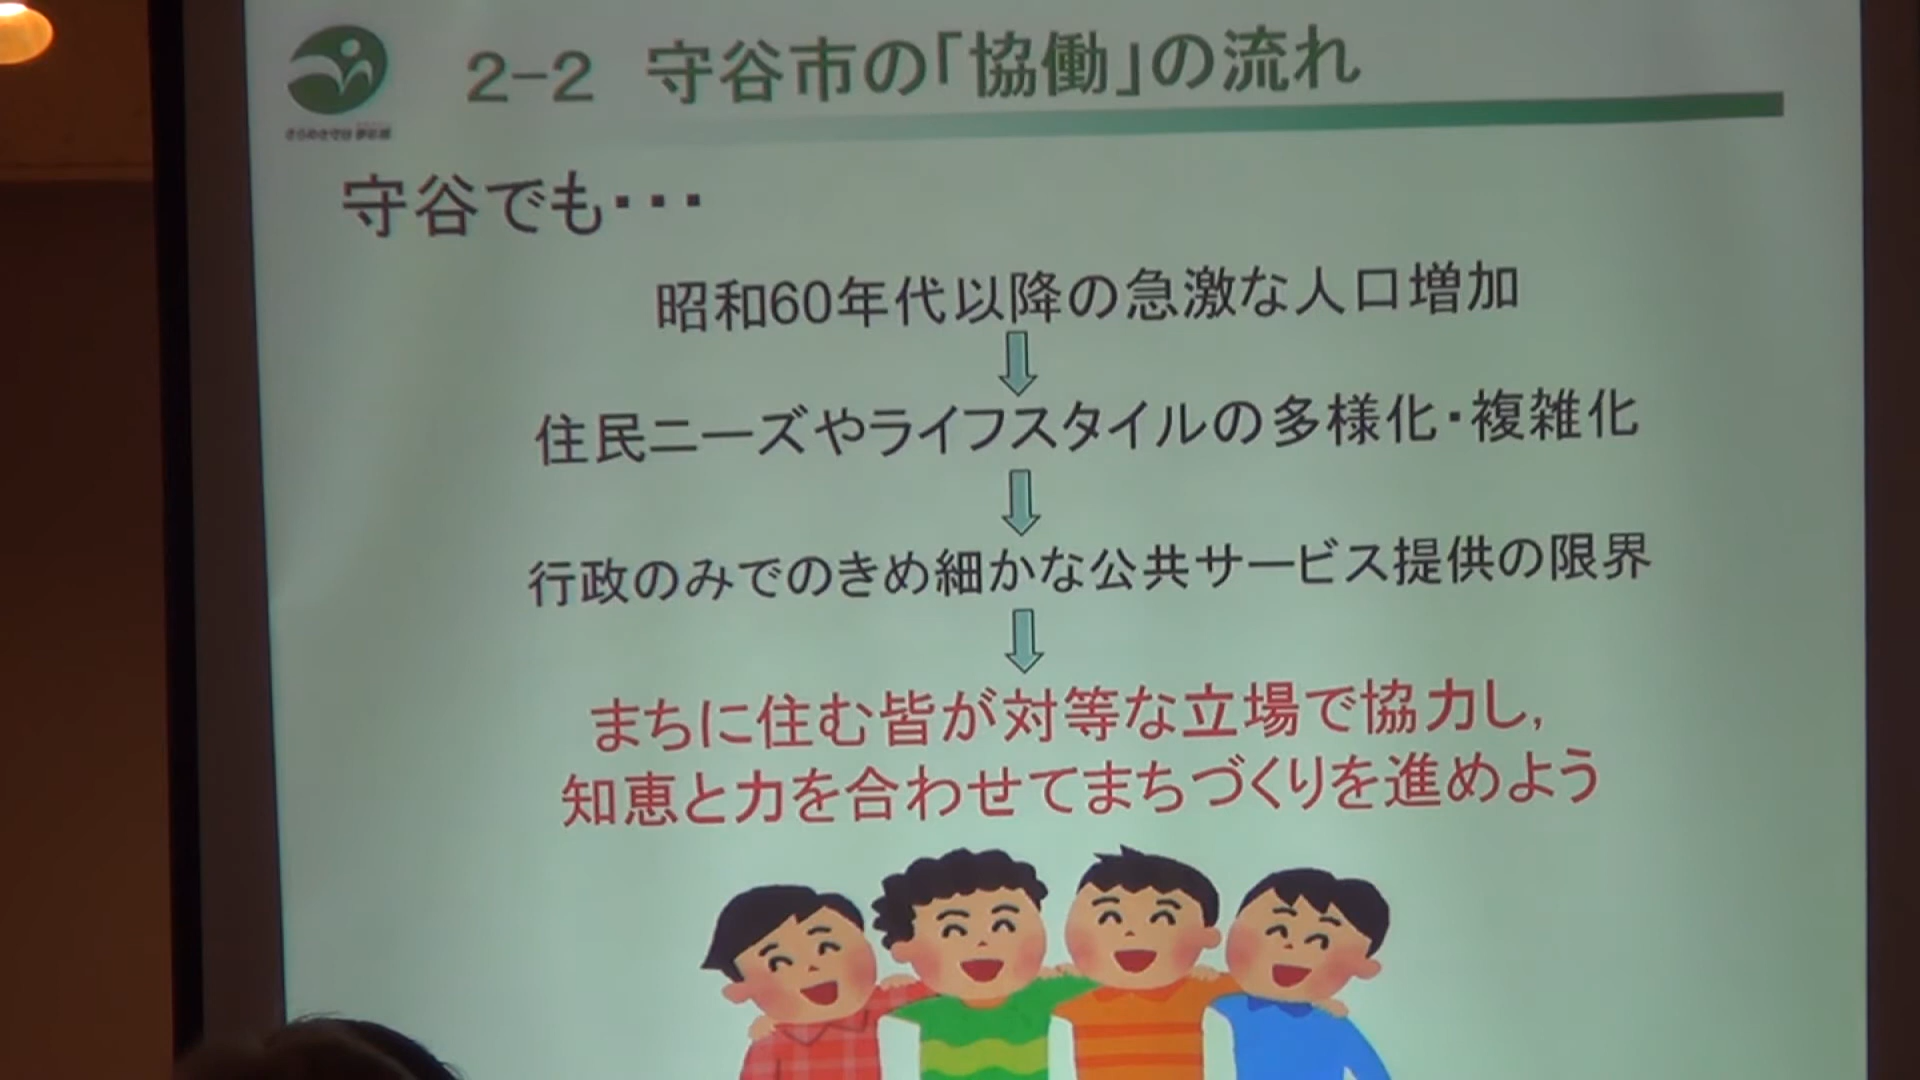 2-2 守谷市の「協働」の流れ
守谷でも・・・
昭和60年代以降の急激な人口増加
住民ニーズやライフスタイルの多様化・複雑化
行政のみでのきめ細かな公共サービス提供の限界
まちに住む皆が対等な立場で協力し,
知恵と力を合わせてまちづくりを進めよう